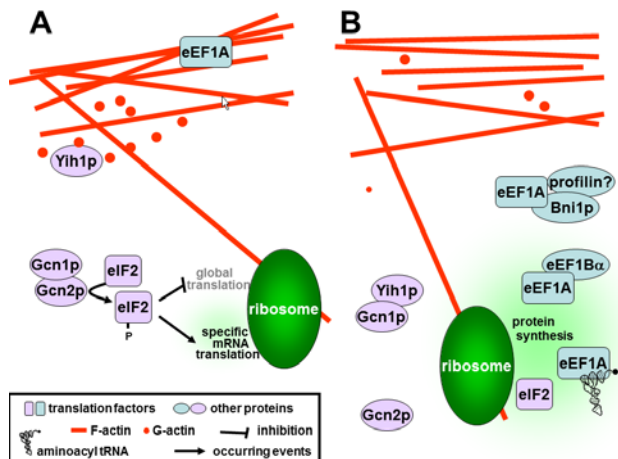 A
eEF1A
Yih1p
Gcn1p
Gcn2p
eIF2
eIF2
P
global
translation
specific
mRNA
translation
ribosome
B
eEF1A
profilin?
Bni1p
eEF1Bα
eEF1A
Yih1p
Gcn1p
protein
synthesis
ribosome
eEF1A
eIF2
Gcn2p
translation factors
other proteins
F-actin
G-actin
inhibition
aminoacyl tRNA
occurring events